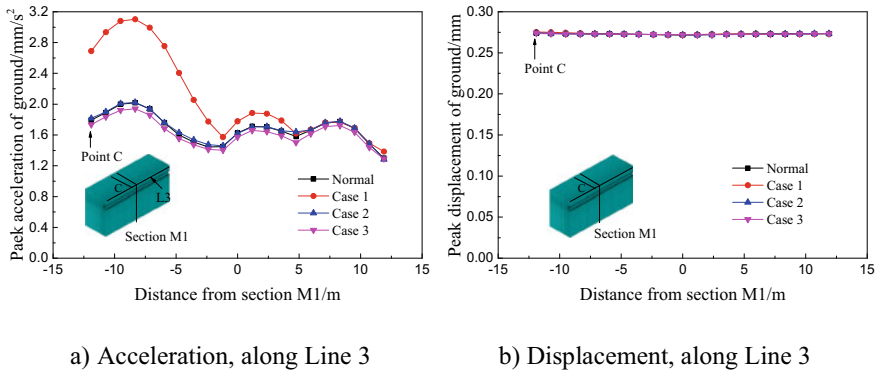 a)
3.2
2.8
2.4
2.0
1.6
1.2
0.8
0.4
0.0
Paek acceleration of ground/mm/s²
Point C
C
L3
Section M1
Normal
Case 1
Case 2
Case 3
-15 -10 -5 0 5 10 15
Distance from section M1/m
a) Acceleration, along Line 3
b)
0.30
0.25
0.20
0.15
0.10
0.05
0.00
Peak displacement of ground/mm
Point C
C
Section M1
Normal
Case 1
Case 2
Case 3
-15 -10 -5 0 5 10 15
Distance from section M1/m
b) Displacement, along Line 3